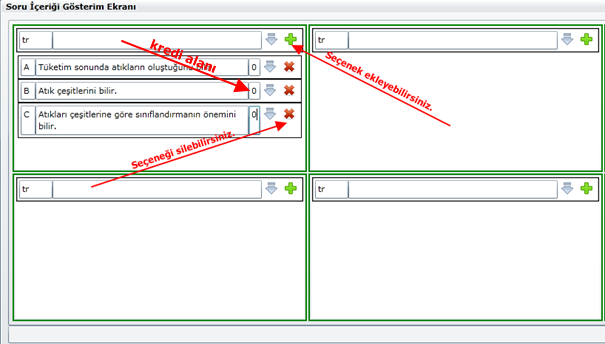 Soru İçeriği Gösterim Ekranı
tr
tr
kredi alanı
A Tüketim sonunda atıkların oluştuğunu 0
B Atık çeşitlerini bilir. 0
C Atıkları çeşitlerine göre sınıflandırmanın önemini 0
bilir.
Seçenek ekleyebilirsiniz.
Seçeneği silebilirsiniz.
tr
tr